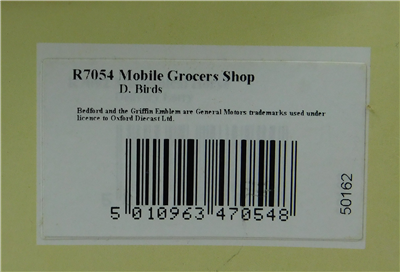 R7054 Mobile Grocers Shop
D. Birds
Bedford and the Griffin Emblem are General Motors trademarks used under
licence to Oxford Diecast Ltd.
5 010963 470548
50162